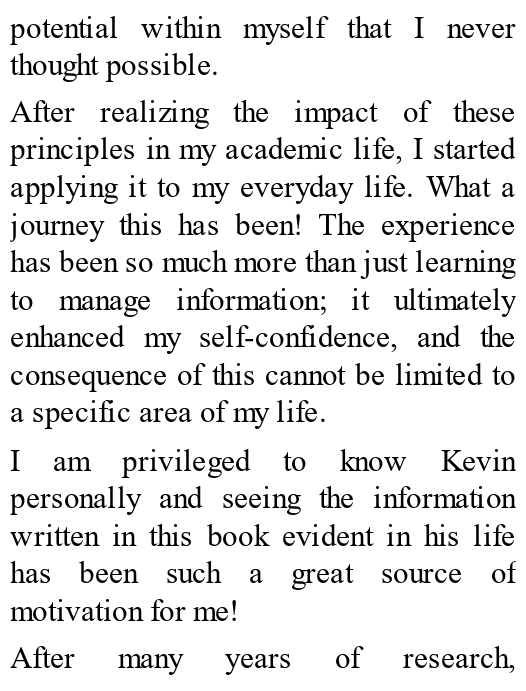 potential within myself that I never
thought possible.
After realizing the impact of these
principles in my academic life, I started
applying it to my everyday life. What a
journey this has been! The experience
has been so much more than just learning
to manage information; it ultimately
enhanced my self-confidence, and the
consequence of this cannot be limited to
a specific area of my life.
I am privileged to know Kevin
personally and seeing the information
written in this book evident in his life
has been such a great source of
motivation for me!
After many years of research,